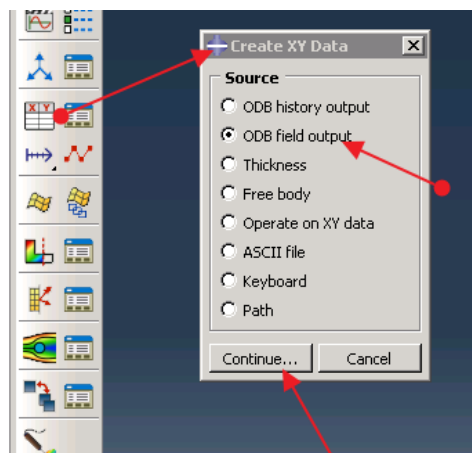 XY
Create XY Data
Source
ODB history output
ODB field output
Thickness
Free body
Operate on XY data
ASCII file
Keyboard
Path
Continue...
Cancel